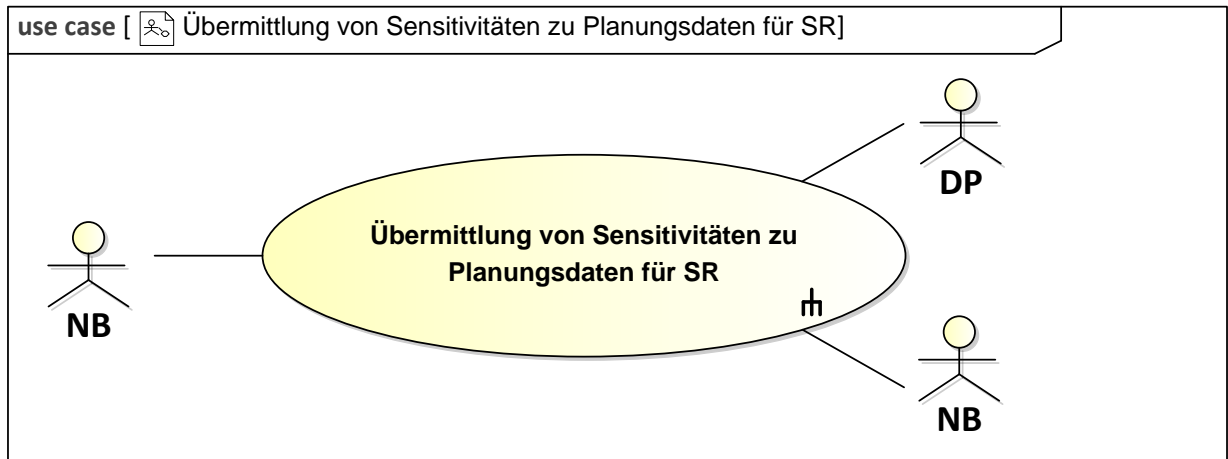 use case [ Übermittlung von Sensitivitäten zu Planungsdaten für SR]
DP
Übermittlung von Sensitivitäten zu
Planungsdaten für SR
NB
NB